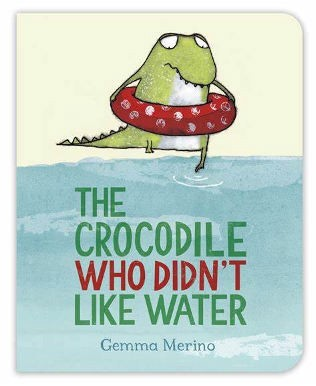 THE
CROCODILE
WHO DIDN'T
LIKE WATER
Gemma Merino